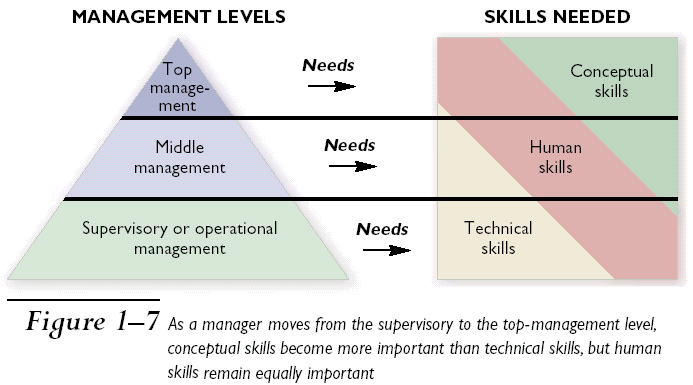 MANAGEMENT LEVELS
SKILLS NEEDED
Top
manage-
ment
Needs
Conceptual
skills
Middle
management
Needs
Human
skills
Supervisory or operational
management
Needs
Technical
skills
Figure 1–7 As a manager moves from the supervisory to the top-management level,
conceptual skills become more important than technical skills, but human
skills remain equally important